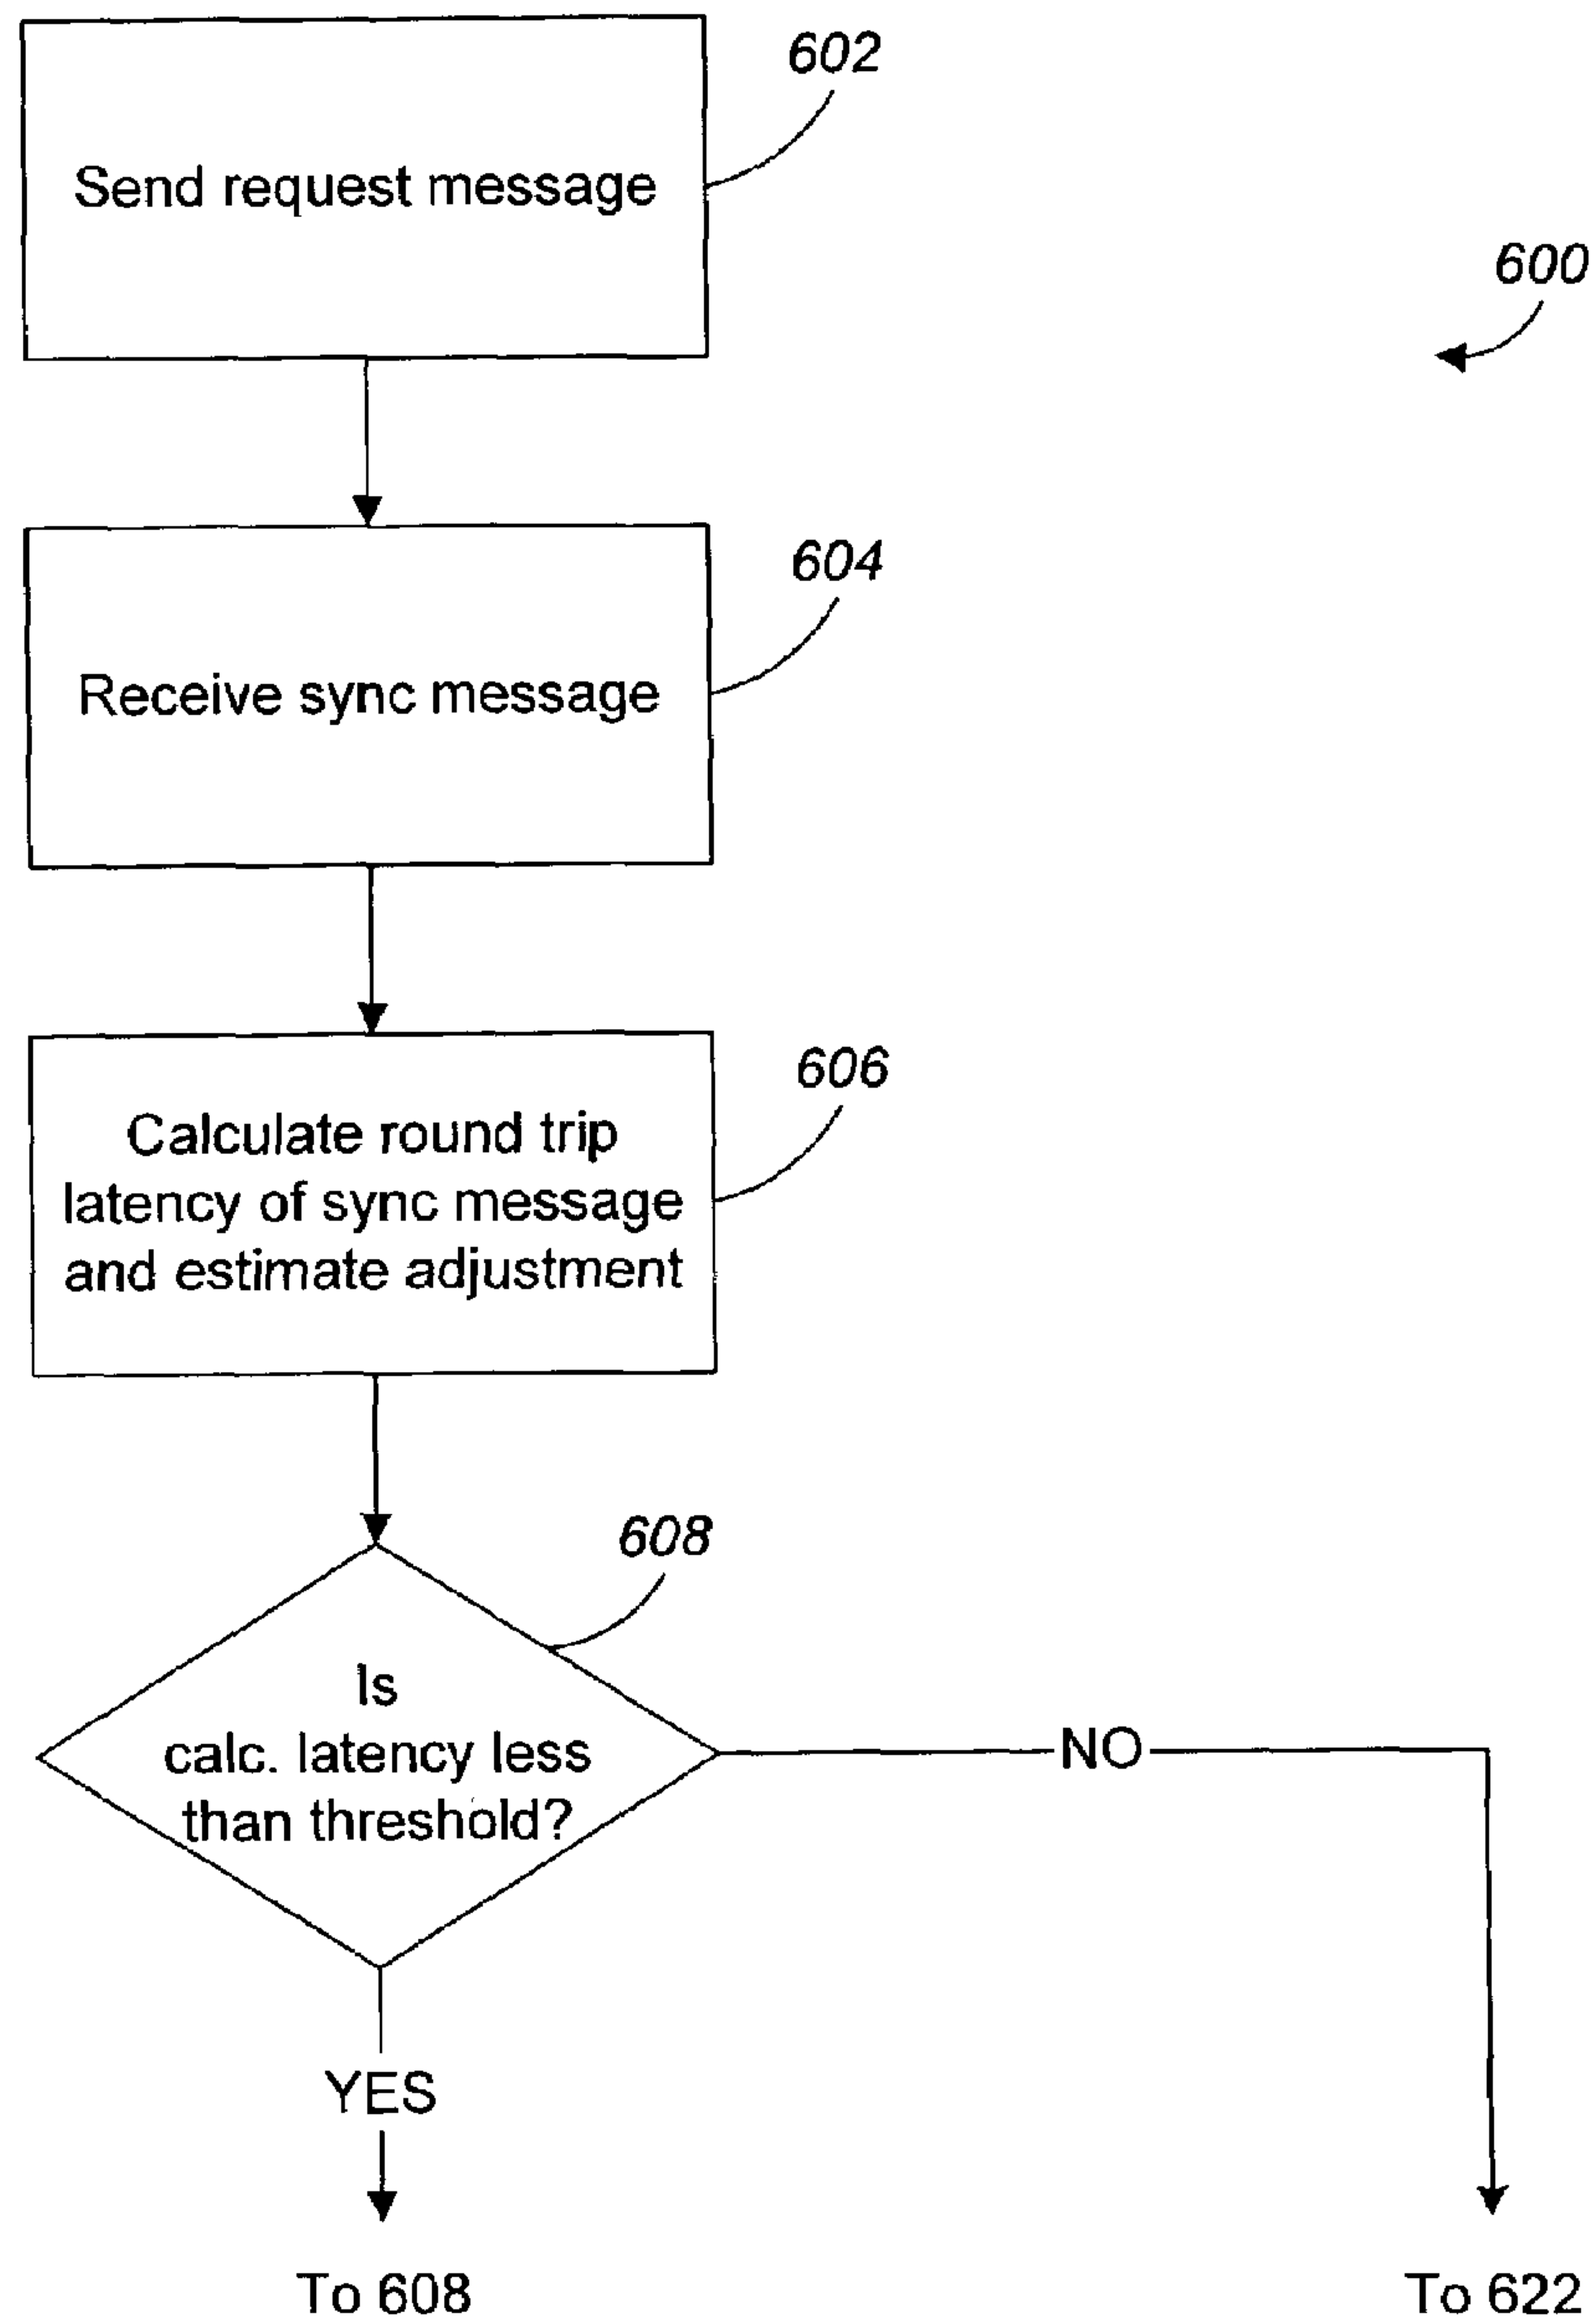 602
Send request message
600
604
Receive sync message
606
Calculate round trip
latency of sync message
and estimate adjustment
608
Is
calc. latency less
than threshold?
NO
YES
To 608
To 622